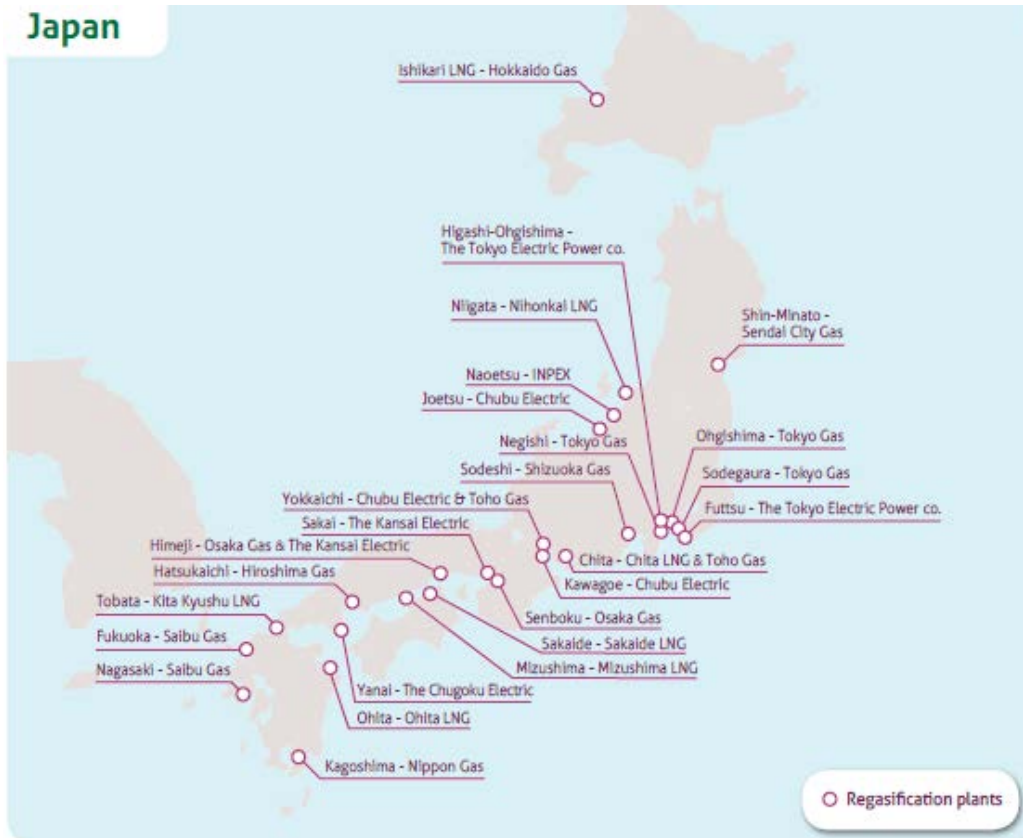 Japan
Ishikari LNG - Hokkaido Gas
Higashi-Ohgishima -
The Tokyo Electric Power co.
Niigata - Nihonkai LNG
Shin-Minato -
Sendai City Gas
Naoetsu - INPEX
Joetsu - Chubu Electric
Negishi - Tokyo Gas
Ohgishima - Tokyo Gas
Sodeshi - Shizuoka Gas
Sodegaura - Tokyo Gas
Yokkaichi - Chubu Electric & Toho Gas
Futtsu - The Tokyo Electric Power co.
Sakai - The Kansai Electric
Himeji - Osaka Gas & The Kansai Electric
Chita - Chita LNG & Toho Gas
Hatsukaichi - Hiroshima Gas
Kawagoe - Chubu Electric
Tobata - Kita Kyushu LNG
Senboku - Osaka Gas
Fukuoka - Saibu Gas
Sakaide - Sakaide LNG
Nagasaki - Saibu Gas
Mizushima - Mizushima LNG
Yanai - The Chugoku Electric
Ohita - Ohita LNG
Kagoshima - Nippon Gas
Regasification plants